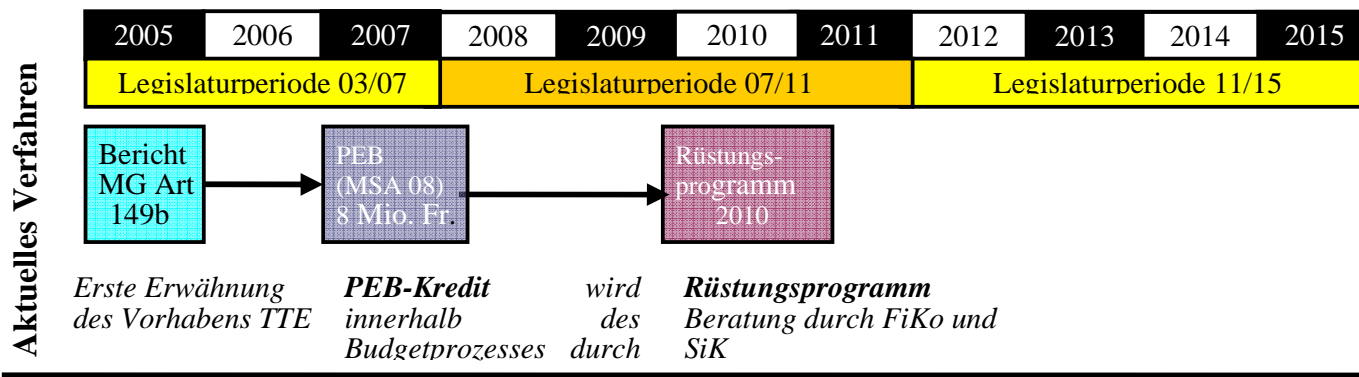 Aktuelles Verfahren
2005 2006 2007 2008 2009 2010 2011 2012 2013 2014 2015
Legislaturperiode 03/07 Legislaturperiode 07/11 Legislaturperiode 11/15
Bericht
MG Art
149b
PEB
(MSA 08)
8 Mio. Fr.
Rüstungs-
programm
2010
Erste Erwähnung
des Vorhabens TTE
PEB-Kredit wird
innerhalb des
Budgetprozesses durch
Rüstungsprogramm
Beratung durch FiKo und
SiK